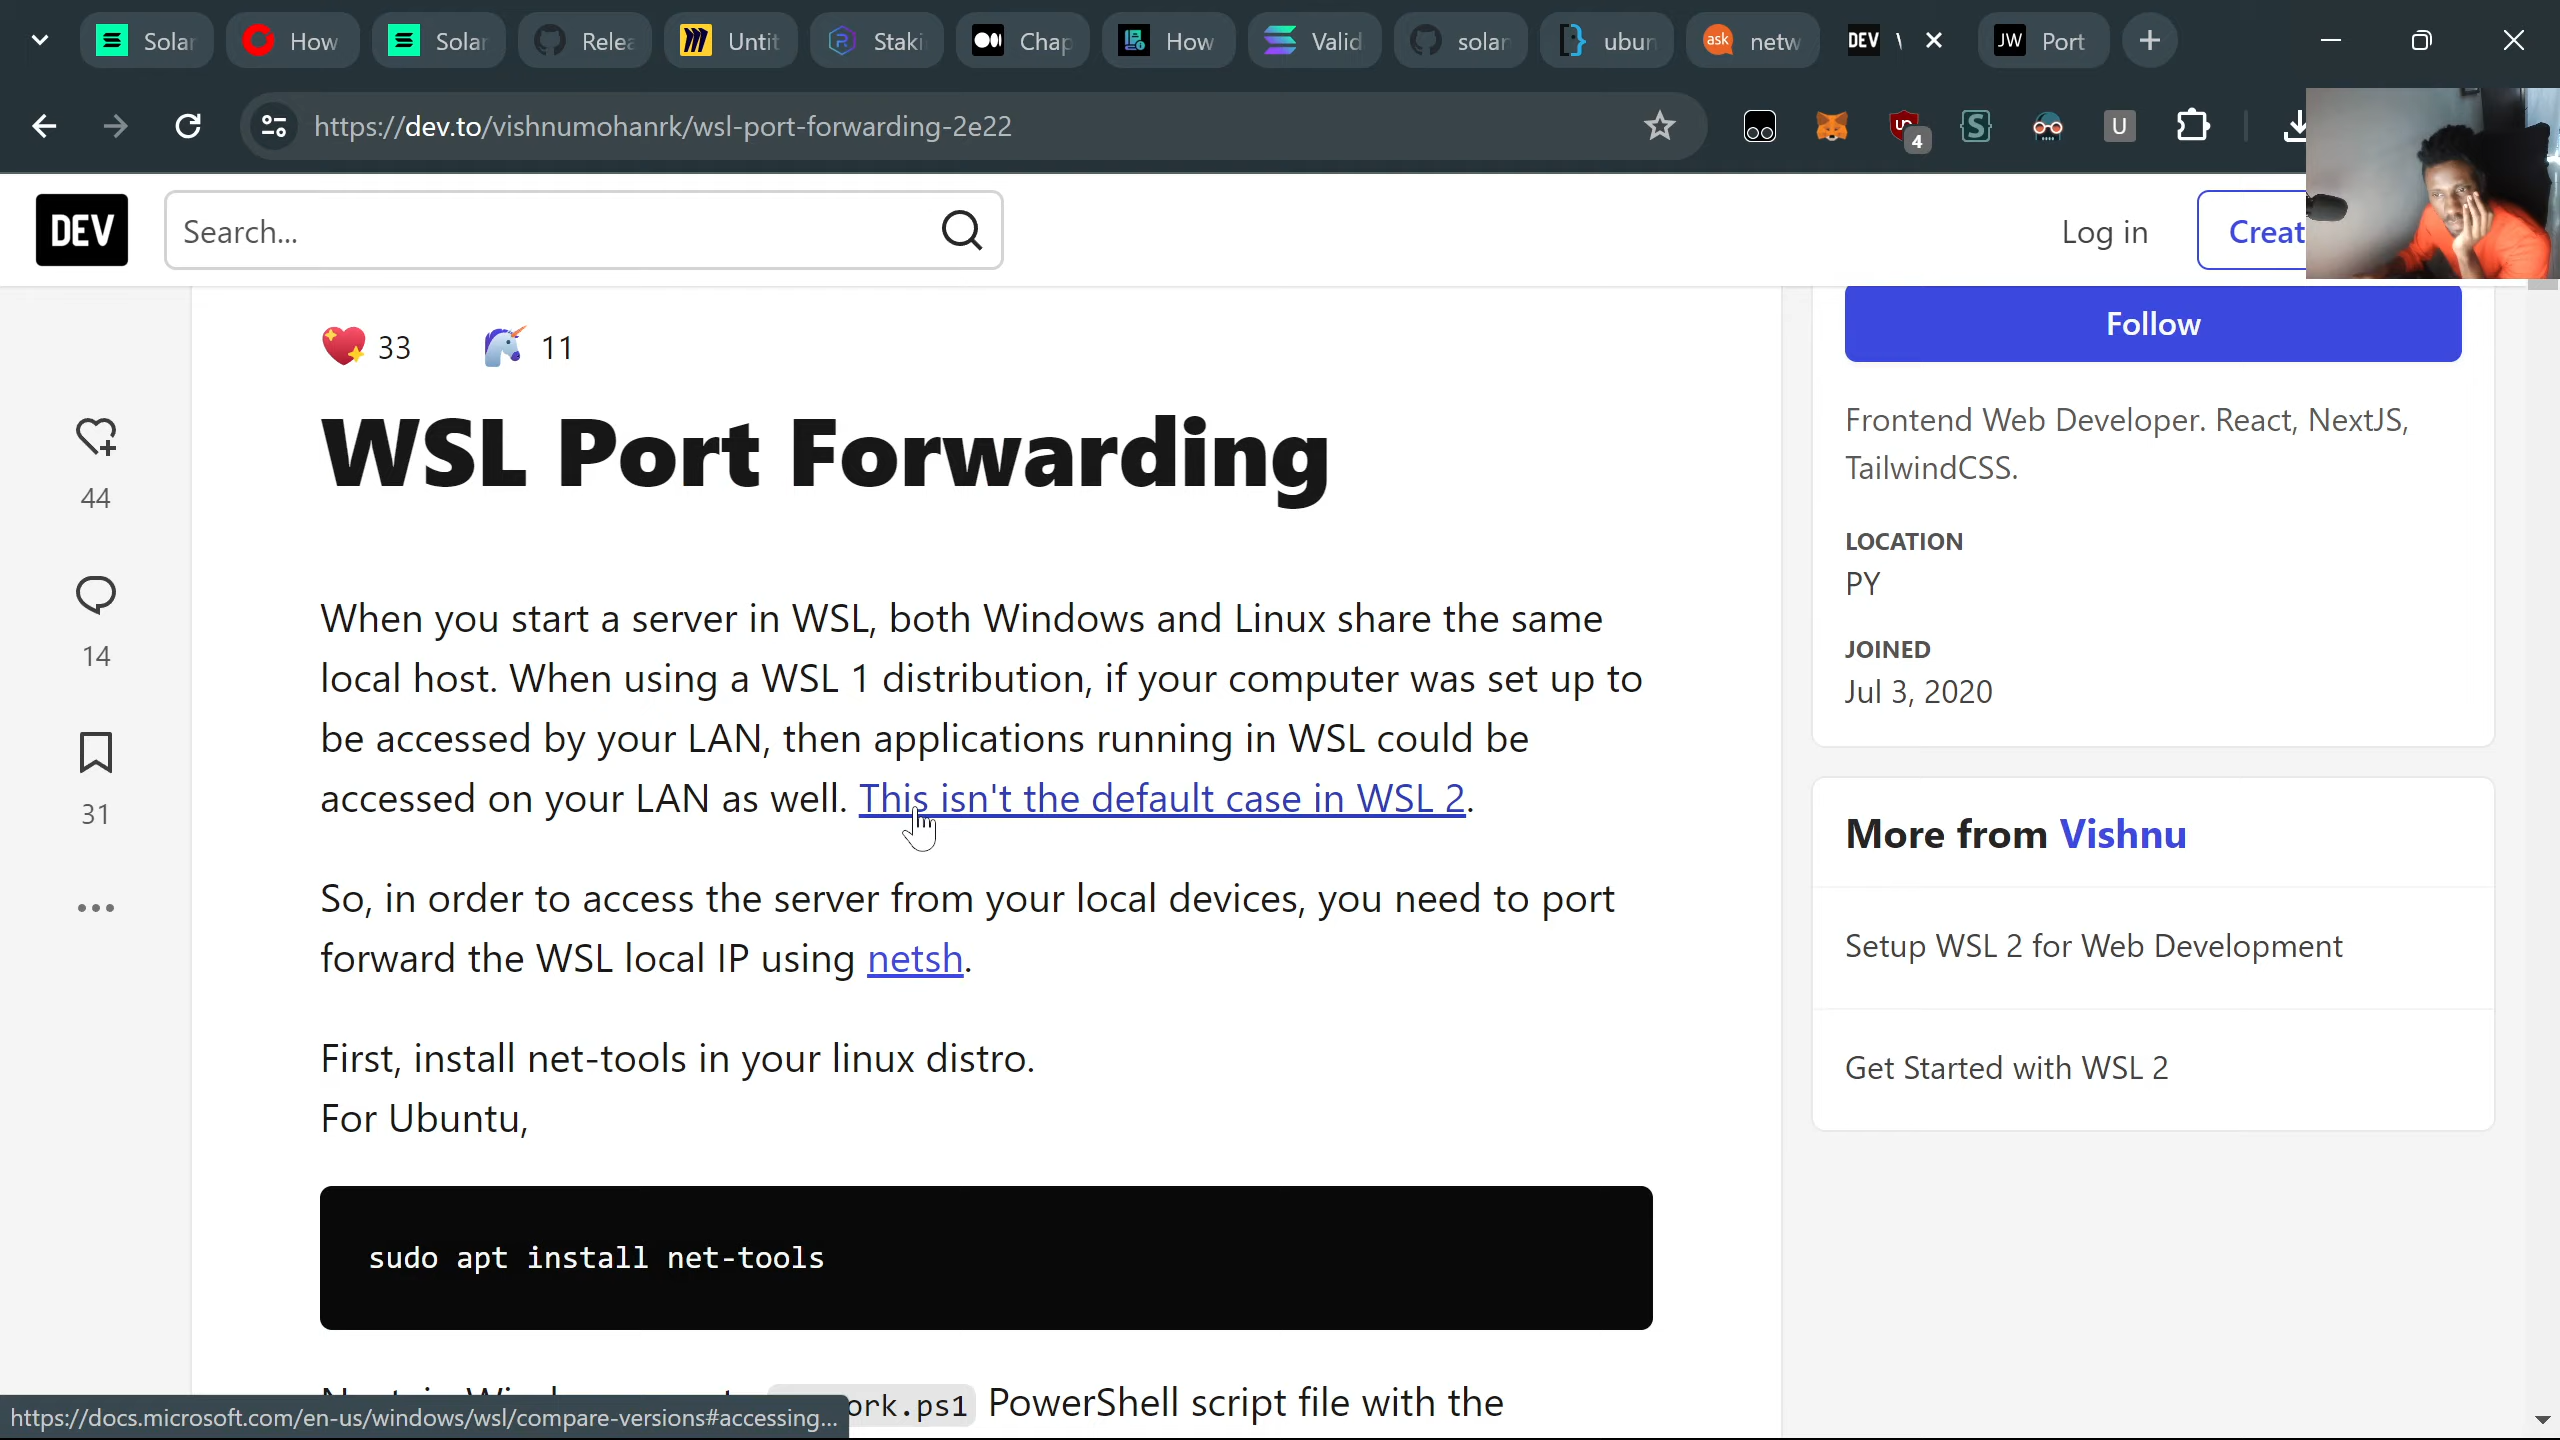 Solar
How
Solar
Relea
Untit
Staki
Chap
How
Valid
solar
ubun
ask
netw
DEV
JW
Port
https://dev.to/vishnumohanrk/wsl-port-forwarding-2e22
4
S
U
DEV
Search...
Log in
Creat
33
11
44
14
31
WSL Port Forwarding
When you start a server in WSL, both Windows and Linux share the same
local host. When using a WSL 1 distribution, if your computer was set up to
be accessed by your LAN, then applications running in WSL could be
accessed on your LAN as well. This isn't the default case in WSL 2.
So, in order to access the server from your local devices, you need to port
forward the WSL local IP using netsh.
First, install net-tools in your linux distro.
For Ubuntu,
sudo apt install net-tools
ork.ps1 PowerShell script file with the
Follow
Frontend Web Developer. React, NextJS,
TailwindCSS.
LOCATION
PY
JOINED
Jul 3, 2020
More from Vishnu
Setup WSL 2 for Web Development
Get Started with WSL 2
https://docs.microsoft.com/en-us/windows/wsl/compare-versions#accessing...